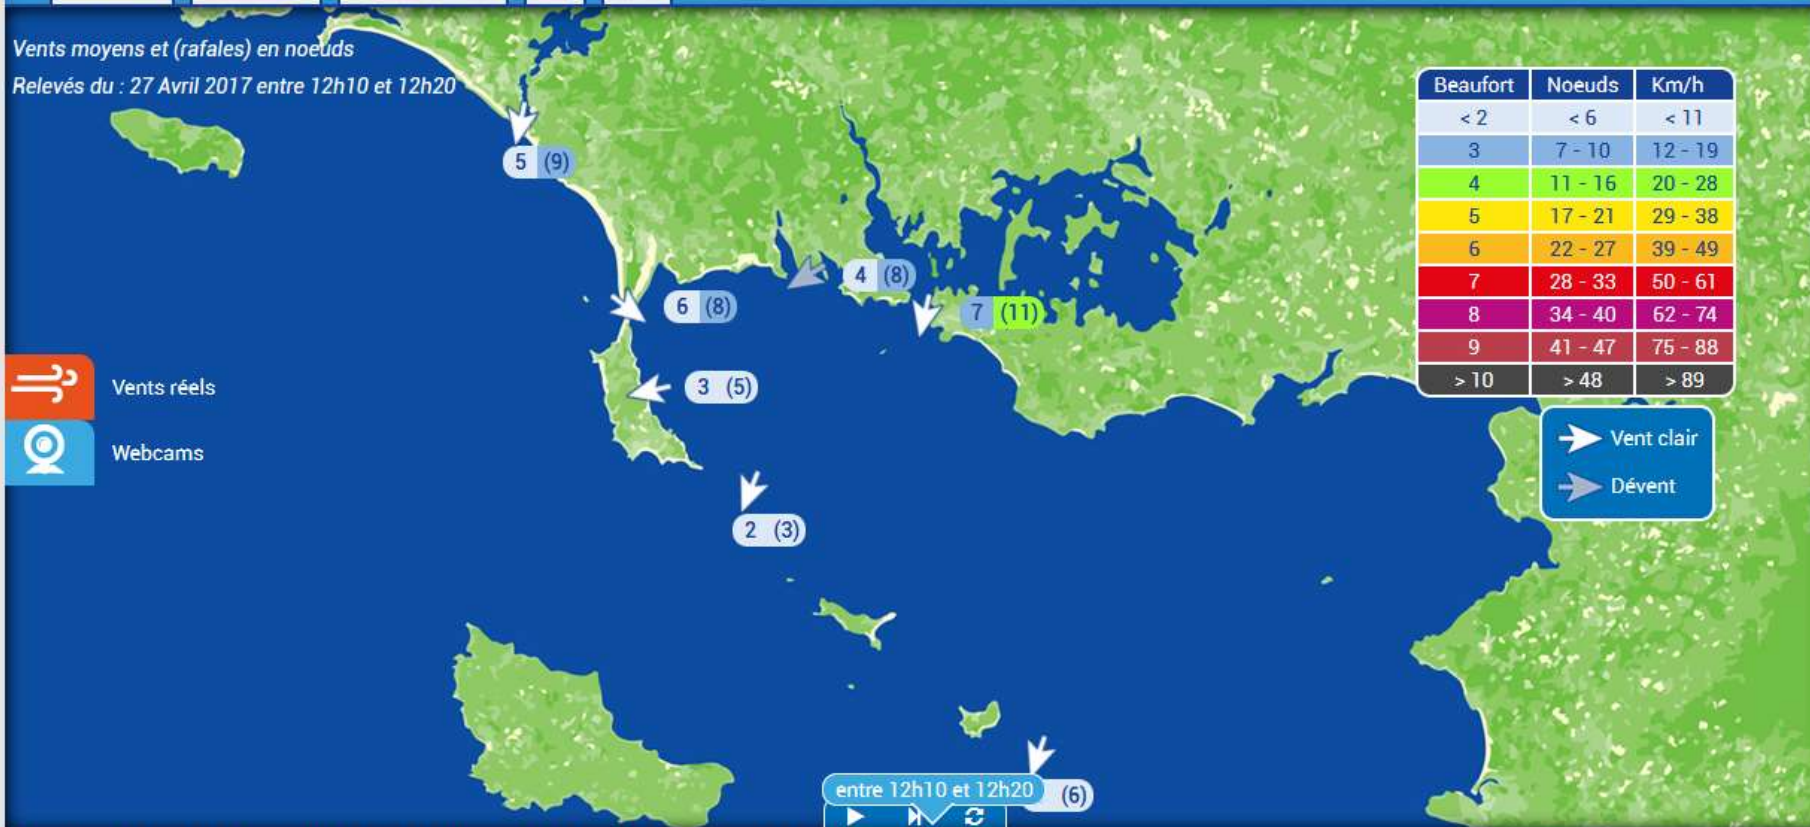 Vents moyens et (rafales) en noeuds
Relevés du : 27 Avril 2017 entre 12h10 et 12h20
Beaufort Noeuds Km/h
< 2 < 6 < 11
3 7 - 10 12 - 19
4 11 - 16 20 - 28
5 17 - 21 29 - 38
6 22 - 27 39 - 49
7 28 - 33 50 - 61
8 34 - 40 62 - 74
9 41 - 47 75 - 88
> 10 > 48 > 89
5 (9)
4 (8)
6 (8)
7 (11)
3 (5)
Vents réels
Webcams
Vent clair
Dévent
2 (3)
entre 12h10 et 12h20
(6)